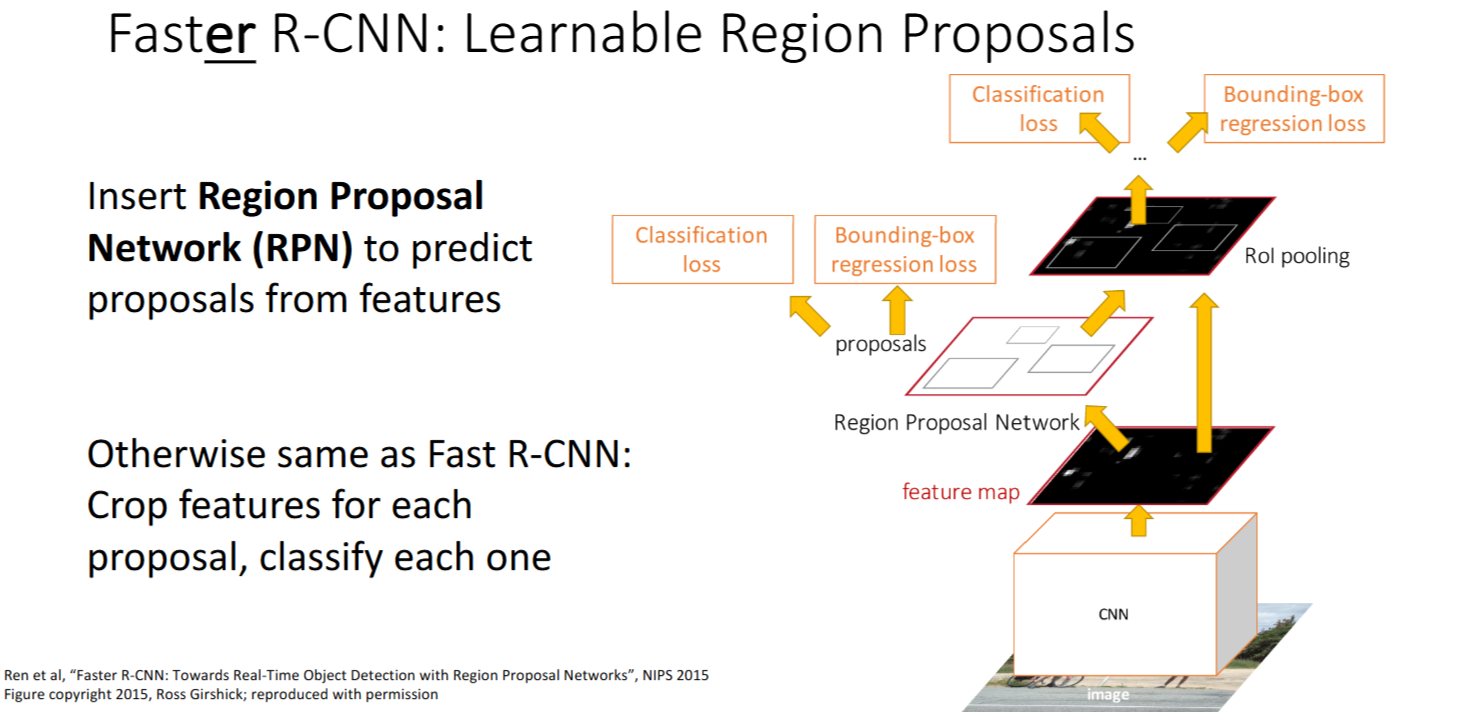 Faster R-CNN: Learnable Region Proposals
Insert Region Proposal
Network (RPN) to predict
proposals from features
Otherwise same as Fast R-CNN:
Crop features for each
proposal, classify each one
Classification
loss
Bounding-box
regression loss
...
Classification
loss
Bounding-box
regression loss
RoI pooling
proposals
Region Proposal Network
feature map
CNN
image
Ren et al, “Faster R-CNN: Towards Real-Time Object Detection with Region Proposal Networks”, NIPS 2015
Figure copyright 2015, Ross Girshick; reproduced with permission